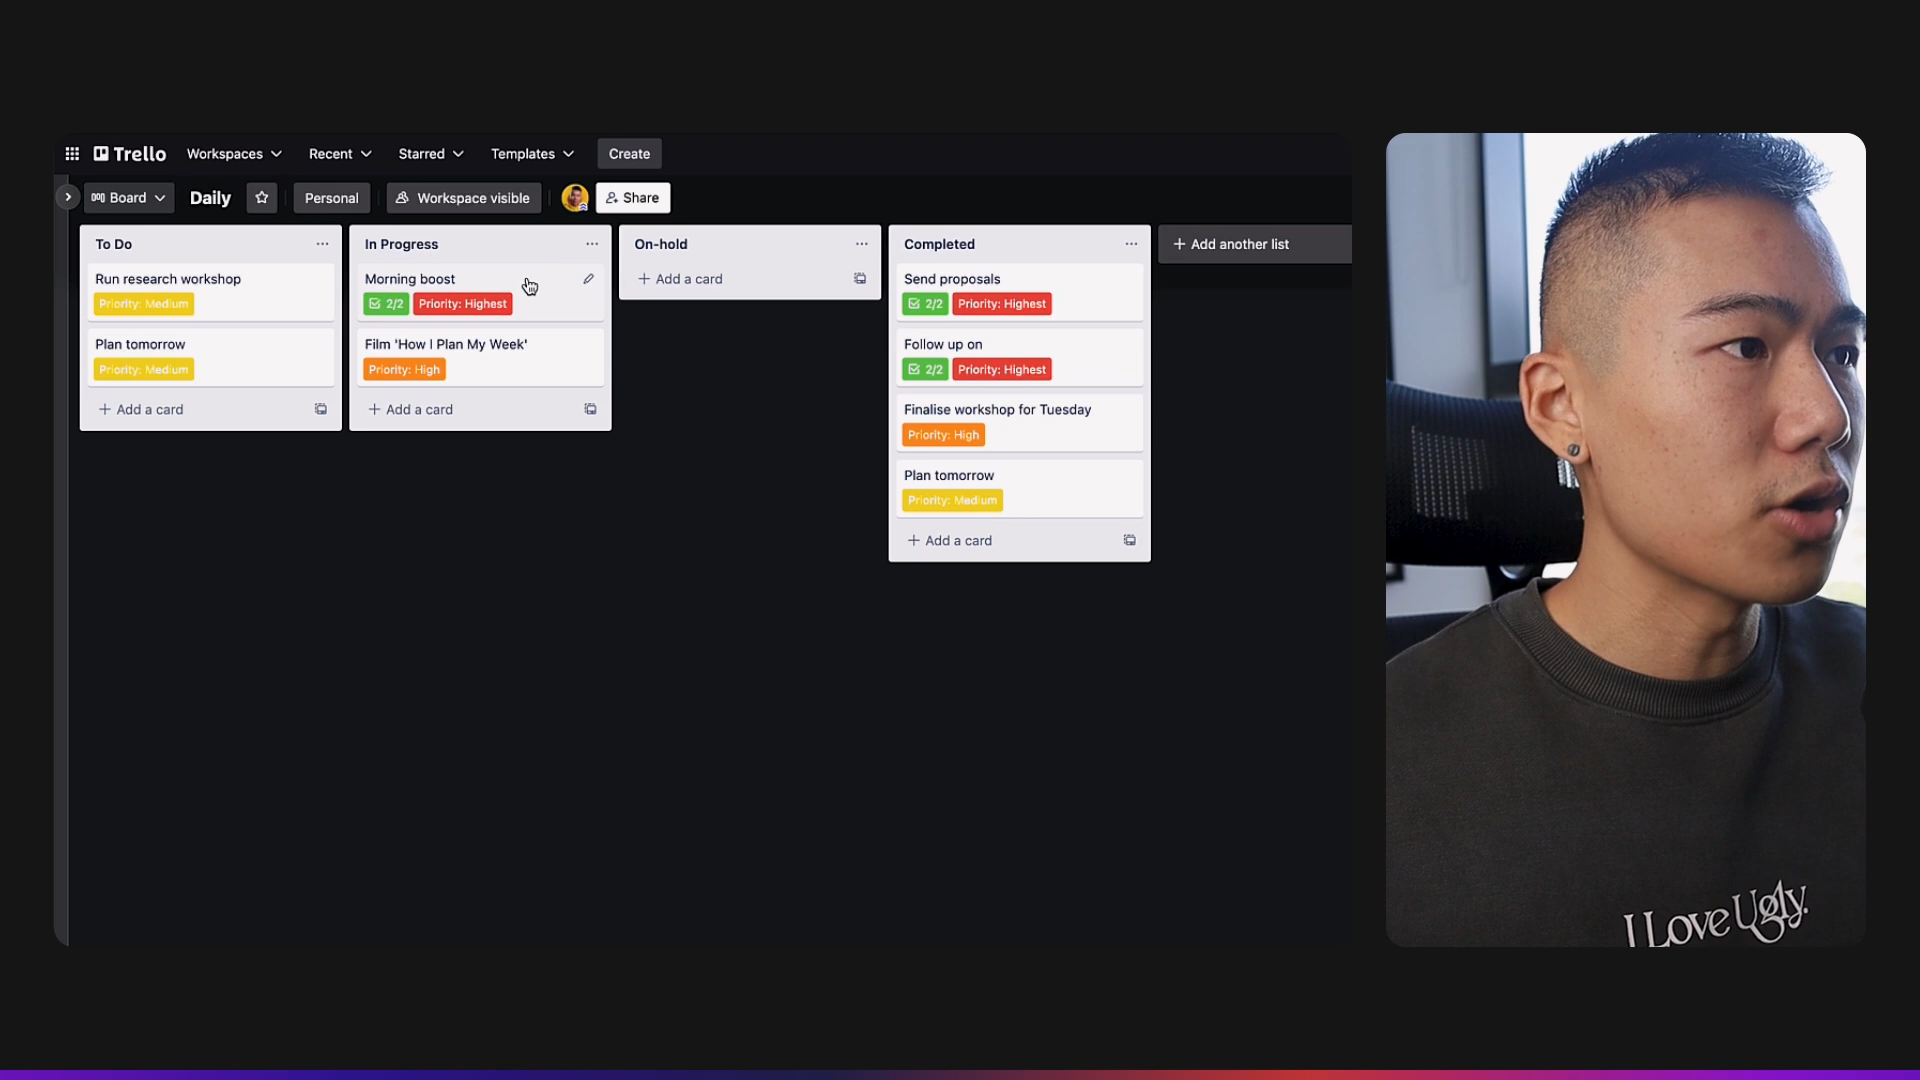 Trello Workspaces Recent Starred Templates Create
Board Daily Personal Workspace visible Share
To Do
Run research workshop
Priority: Medium
Plan tomorrow
Priority: Medium
Add a card
In Progress
Morning boost
2/2 Priority: Highest
Film 'How I Plan My Week'
Priority: High
Add a card
On-hold
Add a card
Completed
Send proposals
2/2 Priority: Highest
Follow up on
2/2 Priority: Highest
Finalise workshop for Tuesday
Priority: High
Plan tomorrow
Priority: Medium
Add a card
Add another list
I Love Ugly.